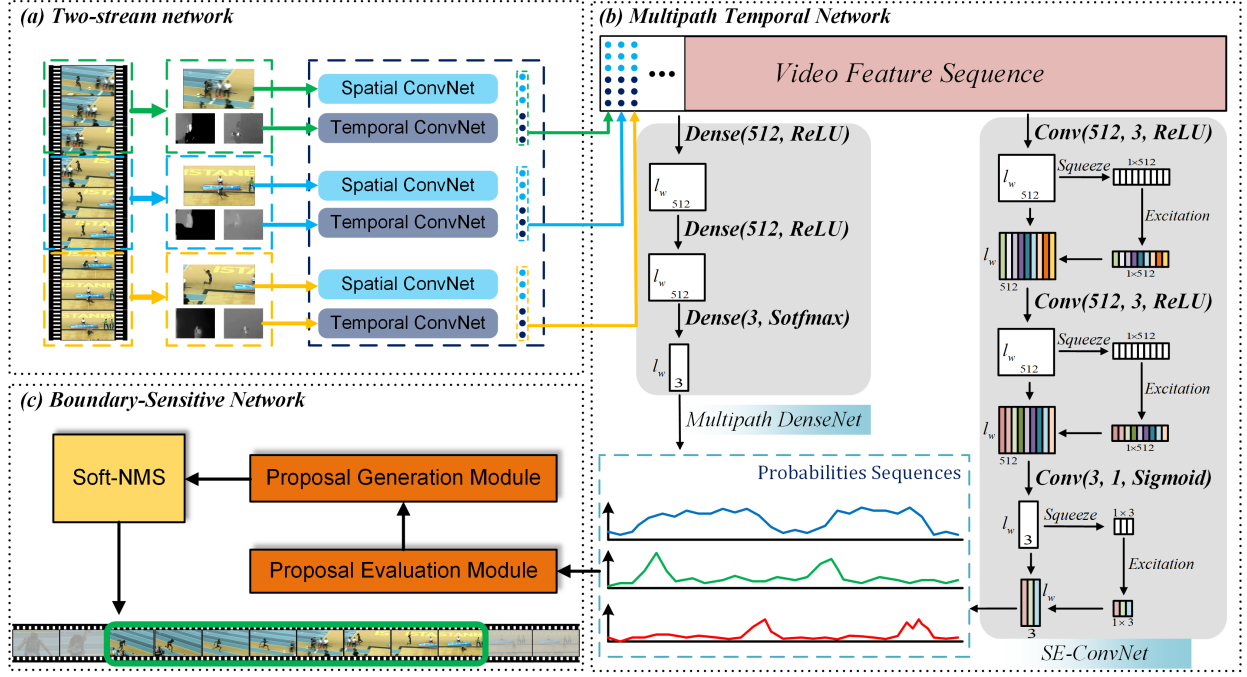 (a) Two-stream network
Spatial ConvNet
Temporal ConvNet
ISTANB
Spatial ConvNet
Temporal ConvNet
Spatial ConvNet
Temporal ConvNet
(b) Multipath Temporal Network
Video Feature Sequence
Dense(512, ReLU)
l_w
512
Dense(512, ReLU)
l_w
512
Dense(3, Sotfmax)
l_w
3
Multipath DenseNet
Conv(512, 3, ReLU)
l_w
512
Squeeze
1×512
Excitation
l_w
512
1×512
Conv(512, 3, ReLU)
l_w
512
Squeeze
1×512
Excitation
l_w
512
1×512
Conv(3, 1, Sigmoid)
l_w
3
Squeeze
1×3
Excitation
l_w
3
1×3
SE-ConvNet
Probabilities Sequences
(c) Boundary-Sensitive Network
Soft-NMS
Proposal Generation Module
Proposal Evaluation Module